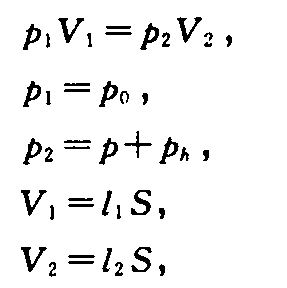 p₁V₁=p₂V₂,
p₁=p₀,
p₂=p+pₕ,
V₁=l₁S,
V₂=l₂S,